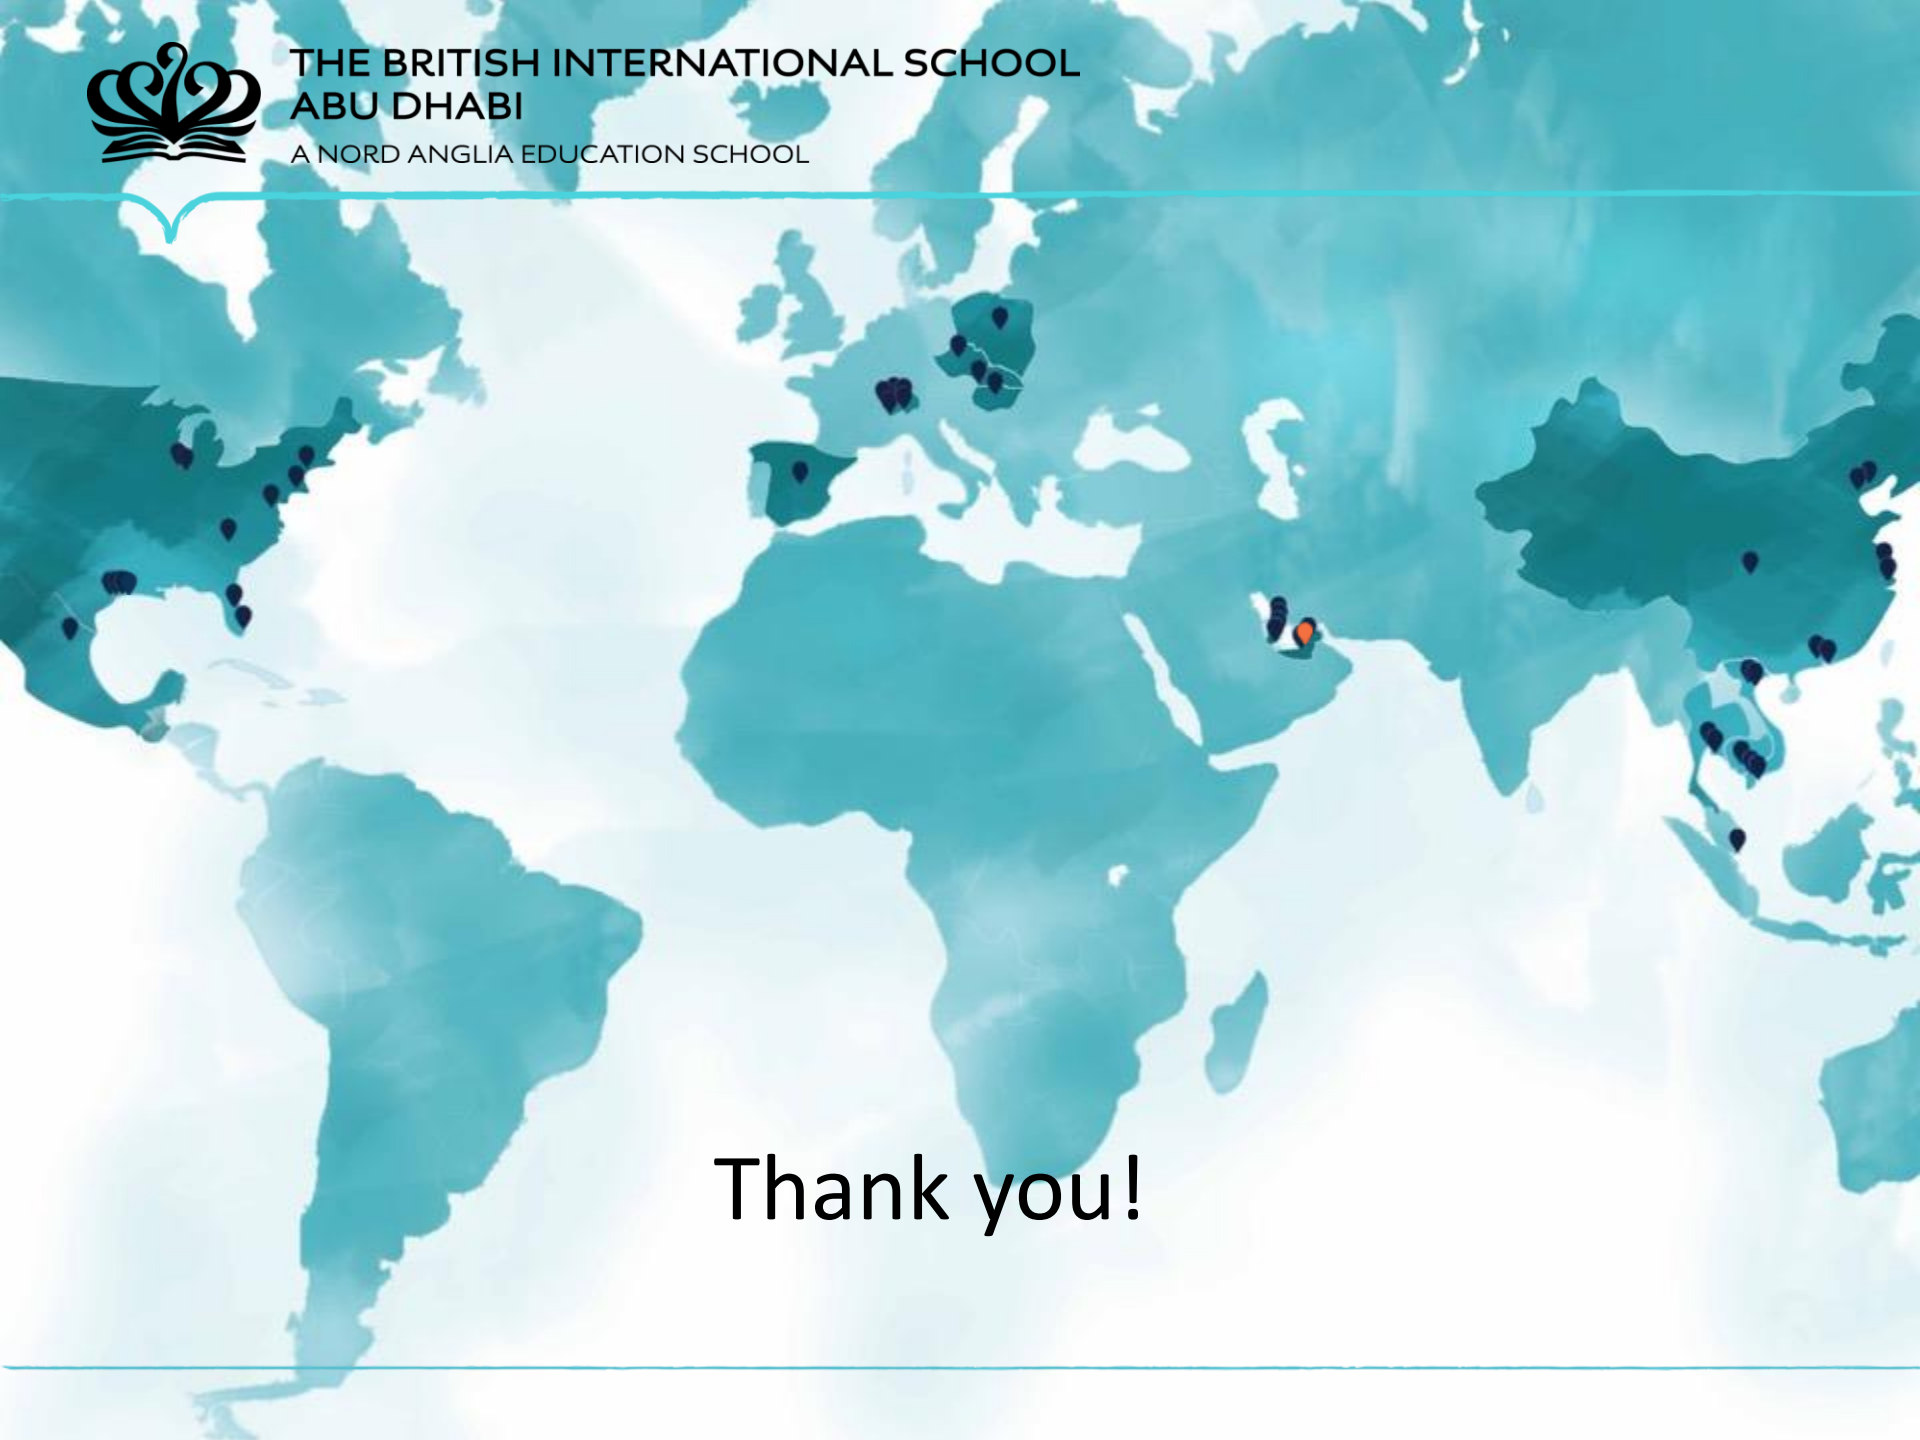 THE BRITISH INTERNATIONAL SCHOOL
ABU DHABI
A NORD ANGLIA EDUCATION SCHOOL
Thank you!